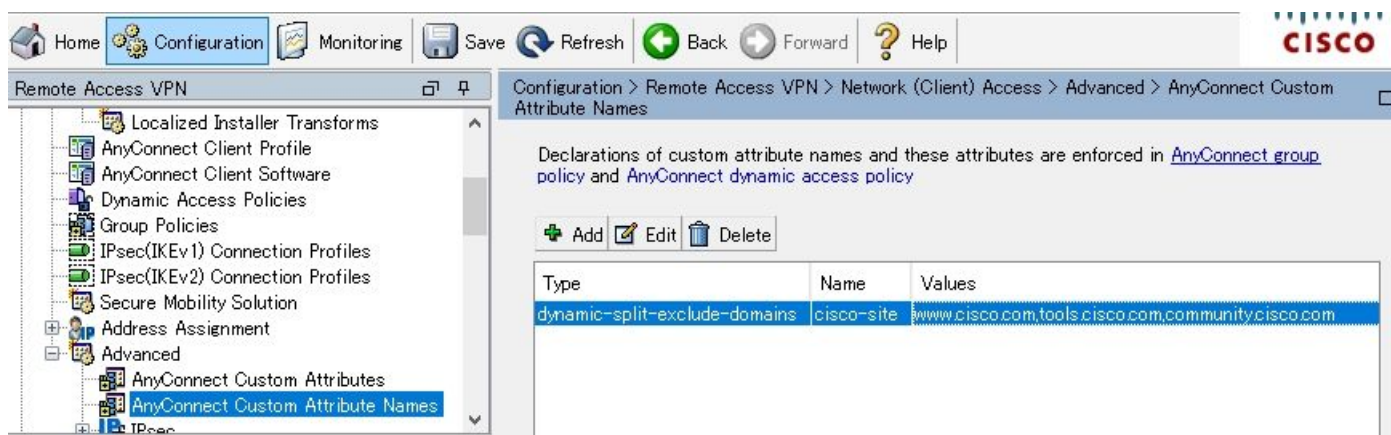 Home Configuration Monitoring Save Refresh Back Forward Help
CISCO
Remote Access VPN
Localized Installer Transforms
AnyConnect Client Profile
AnyConnect Client Software
Dynamic Access Policies
Group Policies
IPsec(IKEv1) Connection Profiles
IPsec(IKEv2) Connection Profiles
Secure Mobility Solution
Address Assignment
Advanced
AnyConnect Custom Attributes
AnyConnect Custom Attribute Names
IPsec
Configuration > Remote Access VPN > Network (Client) Access > Advanced > AnyConnect Custom
Attribute Names
Declarations of custom attribute names and these attributes are enforced in AnyConnect group
policy and AnyConnect dynamic access policy
Add Edit Delete
Type Name Values
dynamic-split-exclude-domains cisco-site www.cisco.com,tools.cisco.com,community.cisco.com